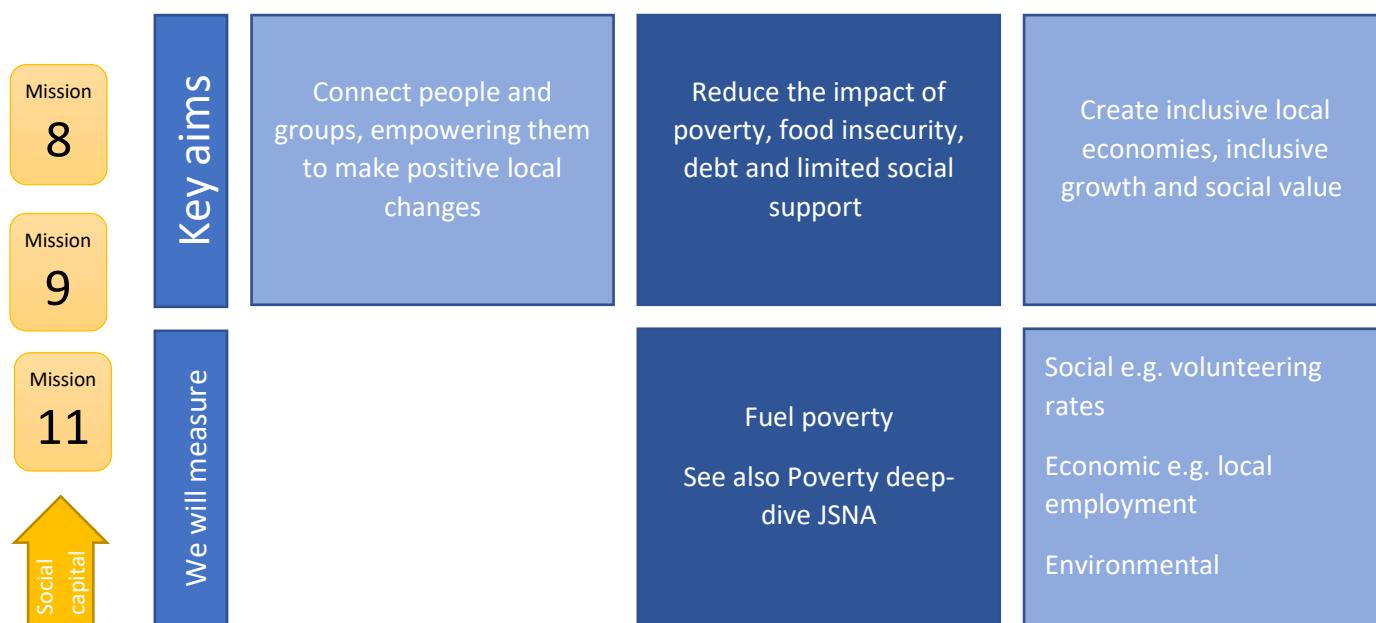 Mission
8
Mission
9
Mission
11
Social
capital
Key aims
Connect people and
groups, empowering them
to make positive local
changes
Reduce the impact of
poverty, food insecurity,
debt and limited social
support
Create inclusive local
economies, inclusive
growth and social value
We will measure
Fuel poverty
See also Poverty deep-
dive JSNA
Social e.g. volunteering
rates
Economic e.g. local
employment
Environmental